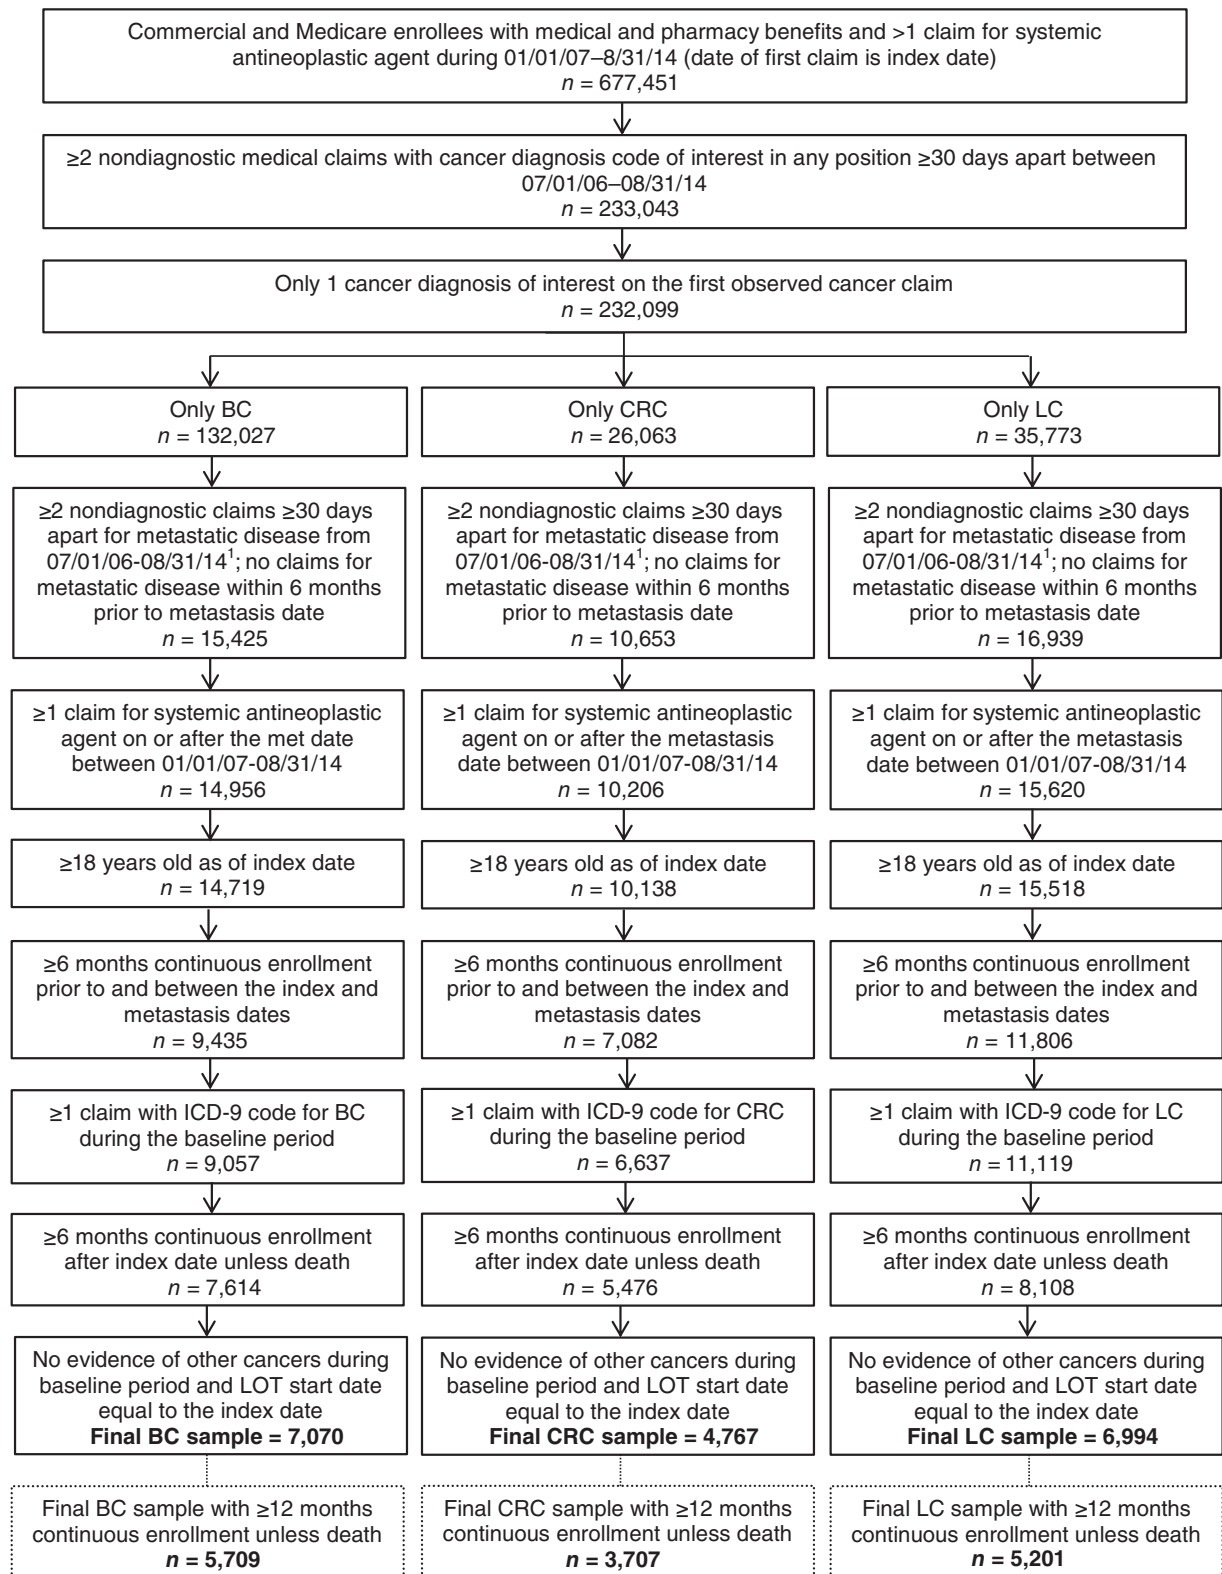 Commercial and Medicare enrollees with medical and pharmacy benefits and >1 claim for systemic
antineoplastic agent during 01/01/07–8/31/14 (date of first claim is index date)
n = 677,451
≥2 nondiagnostic medical claims with cancer diagnosis code of interest in any position ≥30 days apart between
07/01/06–08/31/14
n = 233,043
Only 1 cancer diagnosis of interest on the first observed cancer claim
n = 232,099
Only BC
n = 132,027
Only CRC
n = 26,063
Only LC
n = 35,773
≥2 nondiagnostic claims ≥30 days
apart for metastatic disease from
07/01/06-08/31/14¹; no claims for
metastatic disease within 6 months
prior to metastasis date
n = 15,425
≥2 nondiagnostic claims ≥30 days
apart for metastatic disease from
07/01/06-08/31/14¹; no claims for
metastatic disease within 6 months
prior to metastasis date
n = 10,653
≥2 nondiagnostic claims ≥30 days
apart for metastatic disease from
07/01/06-08/31/14¹; no claims for
metastatic disease within 6 months
prior to metastasis date
n = 16,939
≥1 claim for systemic antineoplastic
agent on or after the met date
between 01/01/07-08/31/14
n = 14,956
≥1 claim for systemic antineoplastic
agent on or after the metastasis
date between 01/01/07-08/31/14
n = 10,206
≥1 claim for systemic antineoplastic
agent on or after the metastasis
date between 01/01/07-08/31/14
n = 15,620
≥18 years old as of index date
n = 14,719
≥18 years old as of index date
n = 10,138
≥18 years old as of index date
n = 15,518
≥6 months continuous enrollment
prior to and between the index and
metastasis dates
n = 9,435
≥6 months continuous enrollment
prior to and between the index and
metastasis dates
n = 7,082
≥6 months continuous enrollment
prior to and between the index and
metastasis dates
n = 11,806
≥1 claim with ICD-9 code for BC
during the baseline period
n = 9,057
≥1 claim with ICD-9 code for CRC
during the baseline period
n = 6,637
≥1 claim with ICD-9 code for LC
during the baseline period
n = 11,119
≥6 months continuous enrollment
after index date unless death
n = 7,614
≥6 months continuous enrollment
after index date unless death
n = 5,476
≥6 months continuous enrollment
after index date unless death
n = 8,108
No evidence of other cancers during
baseline period and LOT start date
equal to the index date
Final BC sample = 7,070
No evidence of other cancers during
baseline period and LOT start date
equal to the index date
Final CRC sample = 4,767
No evidence of other cancers during
baseline period and LOT start date
equal to the index date
Final LC sample = 6,994
Final BC sample with ≥12 months
continuous enrollment unless death
n = 5,709
Final CRC sample with ≥12 months
continuous enrollment unless death
n = 3,707
Final LC sample with ≥12 months
continuous enrollment unless death
n = 5,201